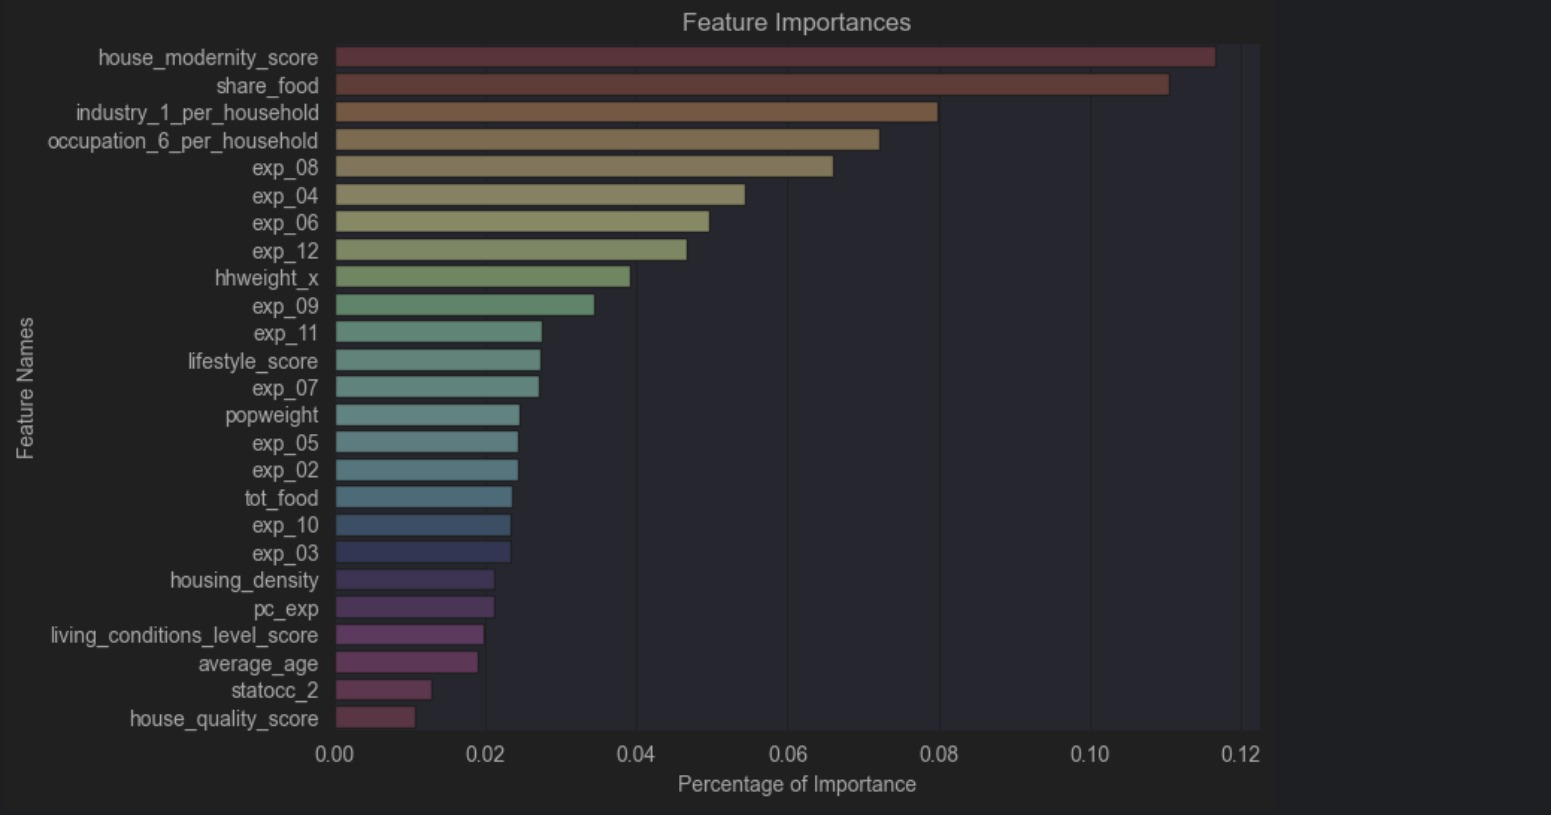 Feature Importances
house_modernity_score
share_food
industry_1_per_household
occupation_6_per_household
exp_08
exp_04
exp_06
exp_12
hhweight_x
exp_09
exp_11
lifestyle_score
exp_07
popweight
exp_05
exp_02
tot_food
exp_10
exp_03
housing_density
pc_exp
living_conditions_level_score
average_age
statocc_2
house_quality_score
Feature Names
0.00 0.02 0.04 0.06 0.08 0.10 0.12
Percentage of Importance